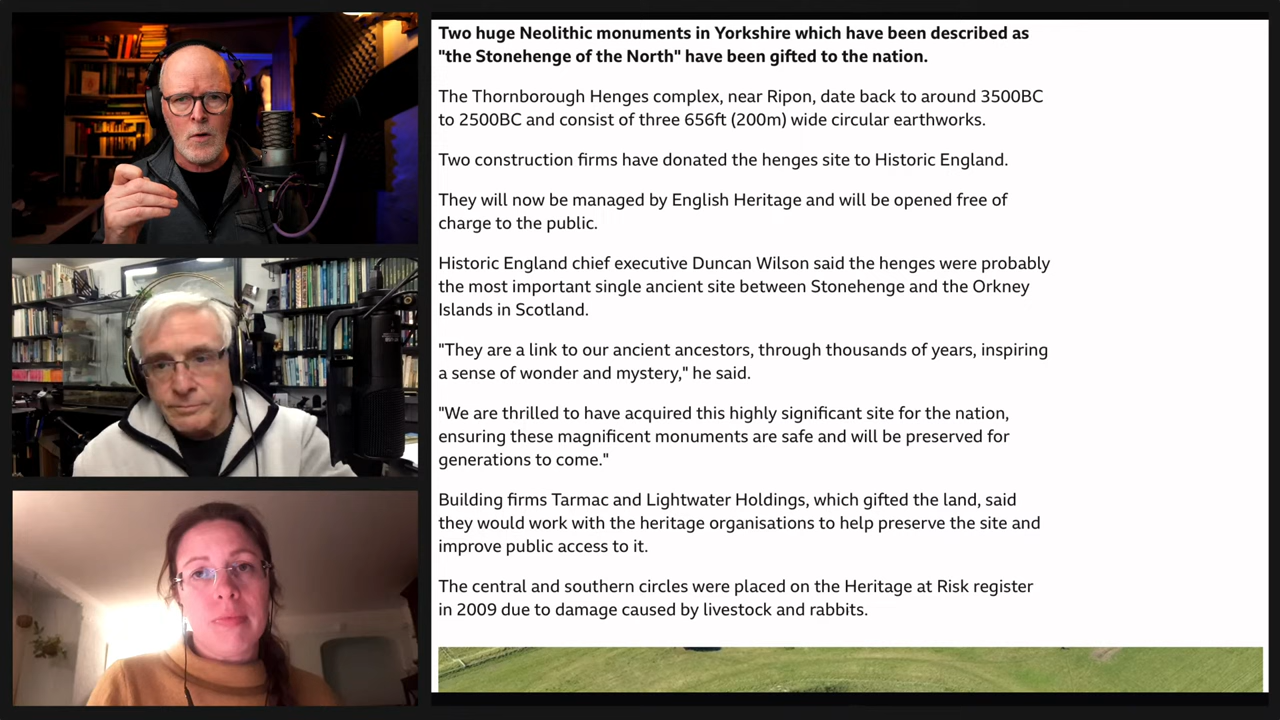 Two huge Neolithic monuments in Yorkshire which have been described as
"the Stonehenge of the North" have been gifted to the nation.
The Thornborough Henges complex, near Ripon, date back to around 3500BC
to 2500BC and consist of three 656ft (200m) wide circular earthworks.
Two construction firms have donated the henges site to Historic England.
They will now be managed by English Heritage and will be opened free of
charge to the public.
Historic England chief executive Duncan Wilson said the henges were probably
the most important single ancient site between Stonehenge and the Orkney
Islands in Scotland.
"They are a link to our ancient ancestors, through thousands of years, inspiring
a sense of wonder and mystery," he said.
"We are thrilled to have acquired this highly significant site for the nation,
ensuring these magnificent monuments are safe and will be preserved for
generations to come."
Building firms Tarmac and Lightwater Holdings, which gifted the land, said
they would work with the heritage organisations to help preserve the site and
improve public access to it.
The central and southern circles were placed on the Heritage at Risk register
in 2009 due to damage caused by livestock and rabbits.